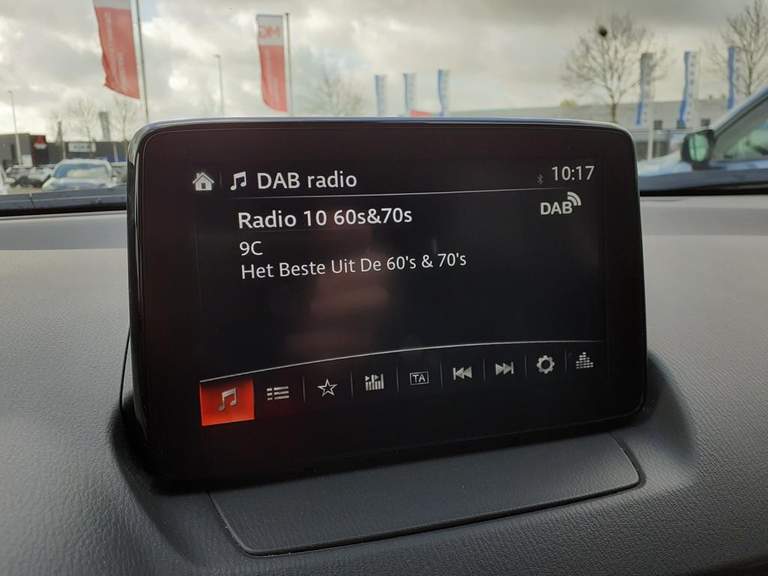 DAB radio
10:17
Radio 10 60s&70s
DAB
9C
Het Beste Uit De 60's & 70's
TA